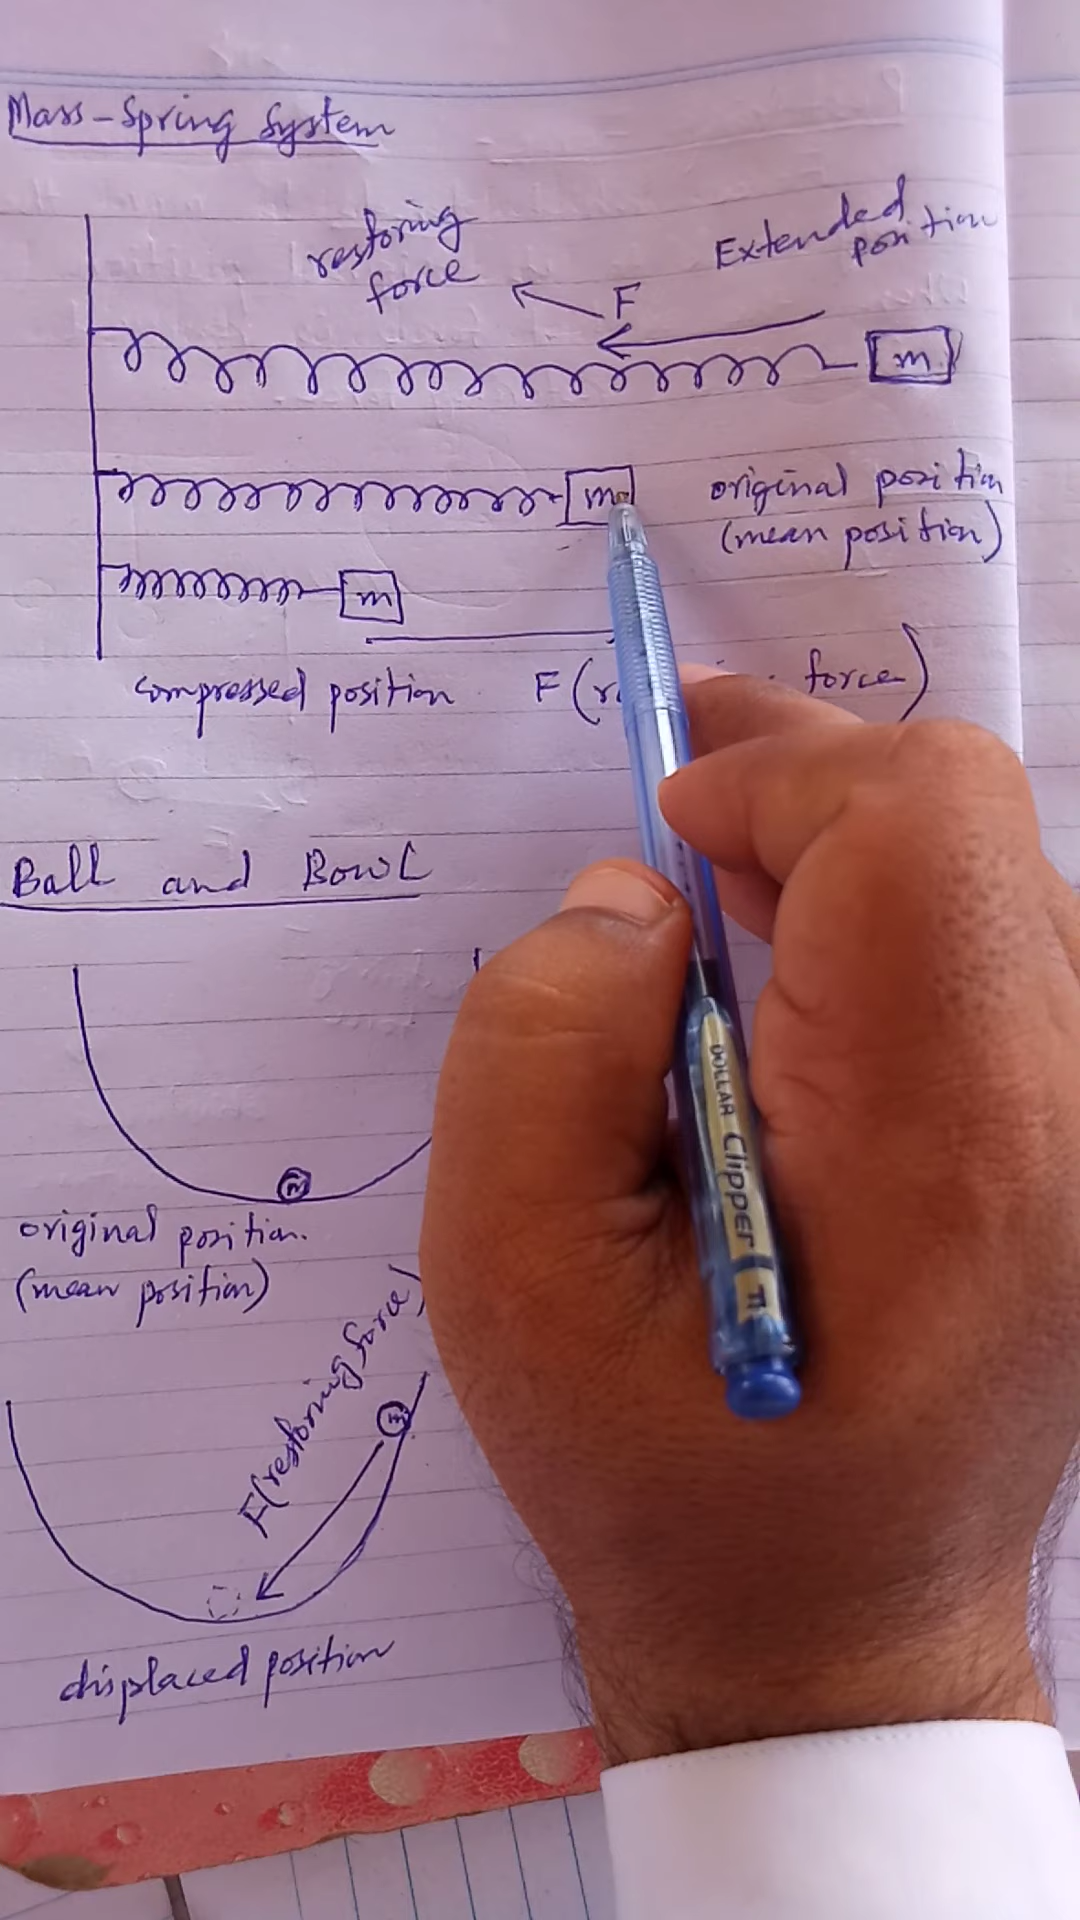 Mass-Spring System
restoring
force
Extended
position
F
m
m
original position
(mean position)
m
compressed position F ( force)
Ball and Bowl
m
original position.
(mean position)
F(restoring force)
m
displaced position
DOLLAR Clipper π